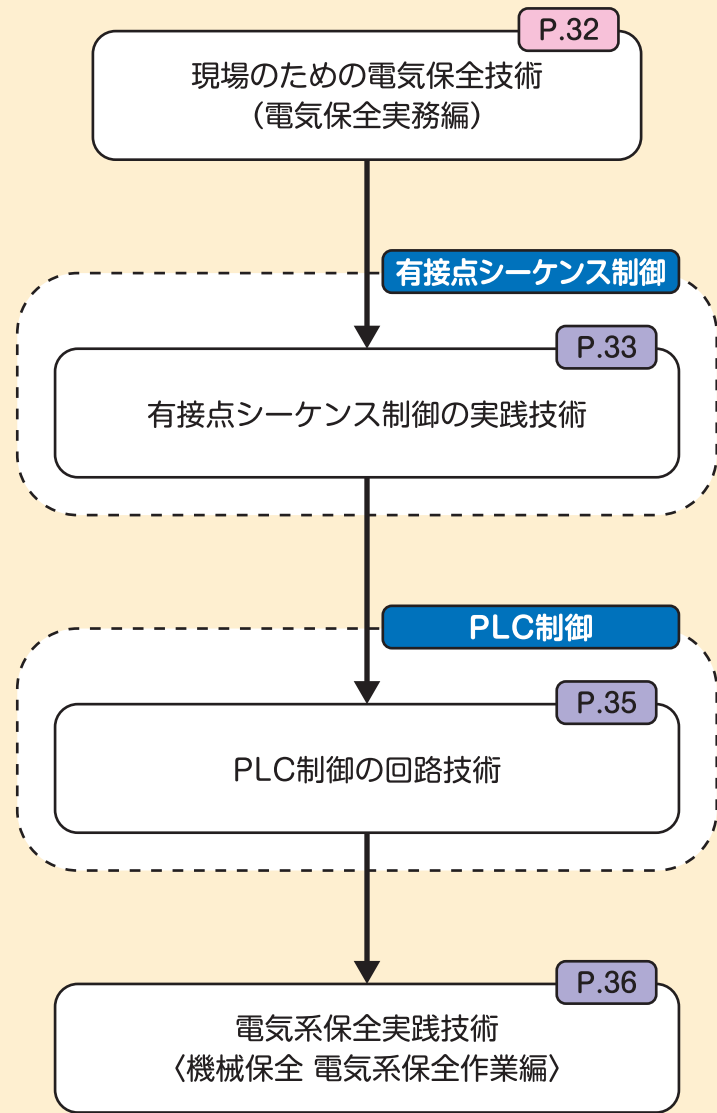 P.32
現場のための電気保全技術
(電気保全実務編)
有接点シーケンス制御
P.33
有接点シーケンス制御の実践技術
PLC制御
P.35
PLC制御の回路技術
P.36
電気系保全実践技術
〈機械保全 電気系保全作業編〉